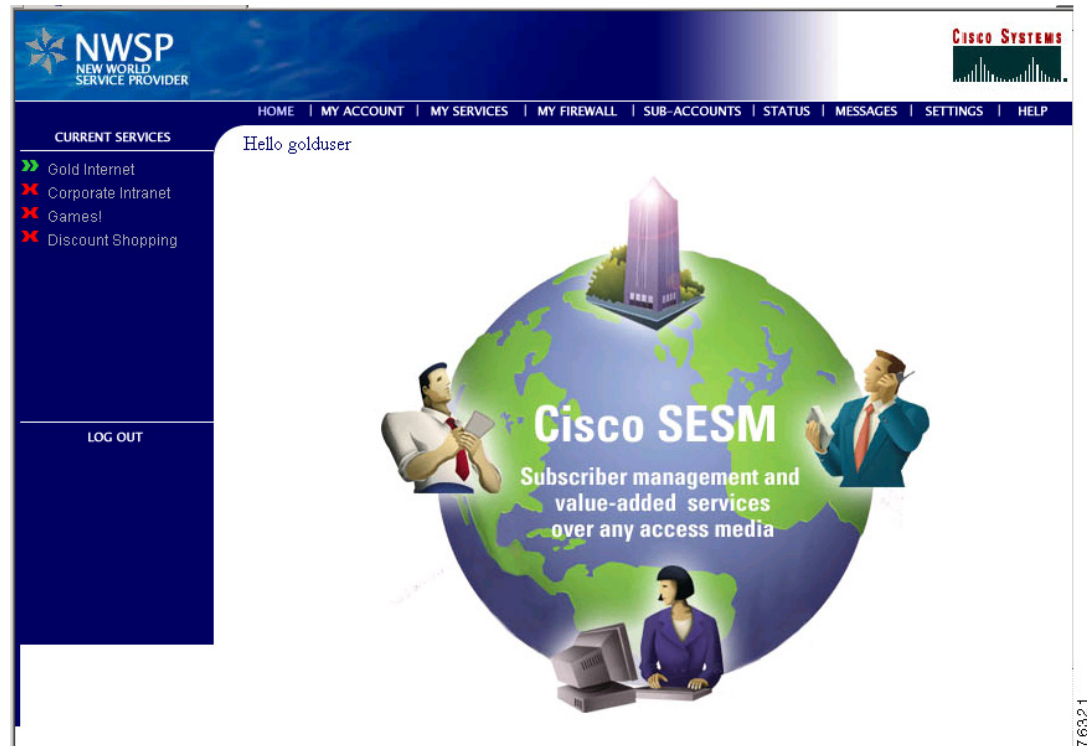 NWSP
NEW WORLD
SERVICE PROVIDER
CISCO SYSTEMS
HOME | MY ACCOUNT | MY SERVICES | MY FIREWALL | SUB-ACCOUNTS | STATUS | MESSAGES | SETTINGS | HELP
CURRENT SERVICES
Gold Internet
Corporate Intranet
Games!
Discount Shopping
LOG OUT
Hello golduser
Cisco SESM
Subscriber management and
value-added services
over any access media
76321